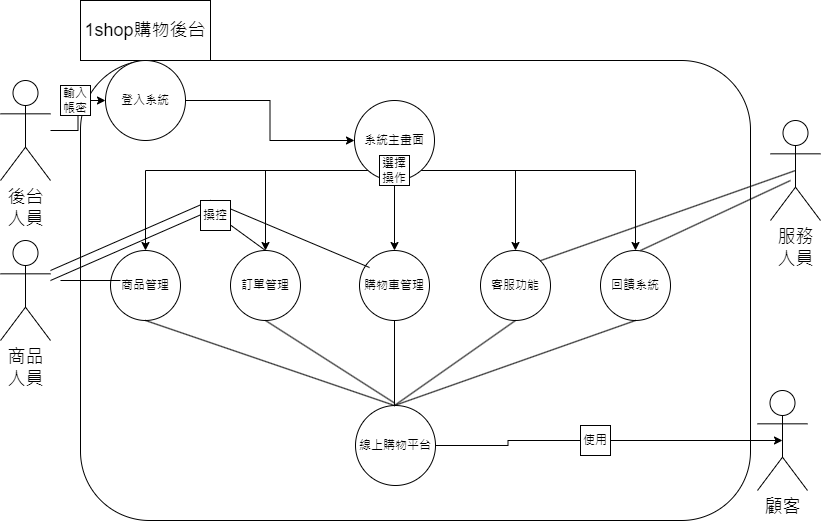 1shop購物後台
輸入
帳密
登入系統
系統主畫面
選擇
操作
後台
人員
操控
服務
人員
商品管理
訂單管理
購物車管理
客服功能
回饋系統
商品
人員
線上購物平台
使用
顧客